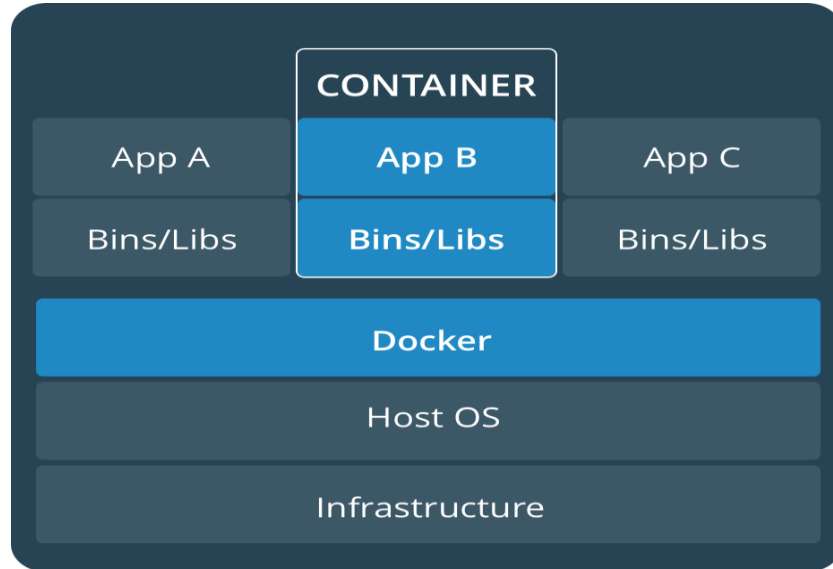 CONTAINER
App A App B App C
Bins/Libs Bins/Libs Bins/Libs
Docker
Host OS
Infrastructure